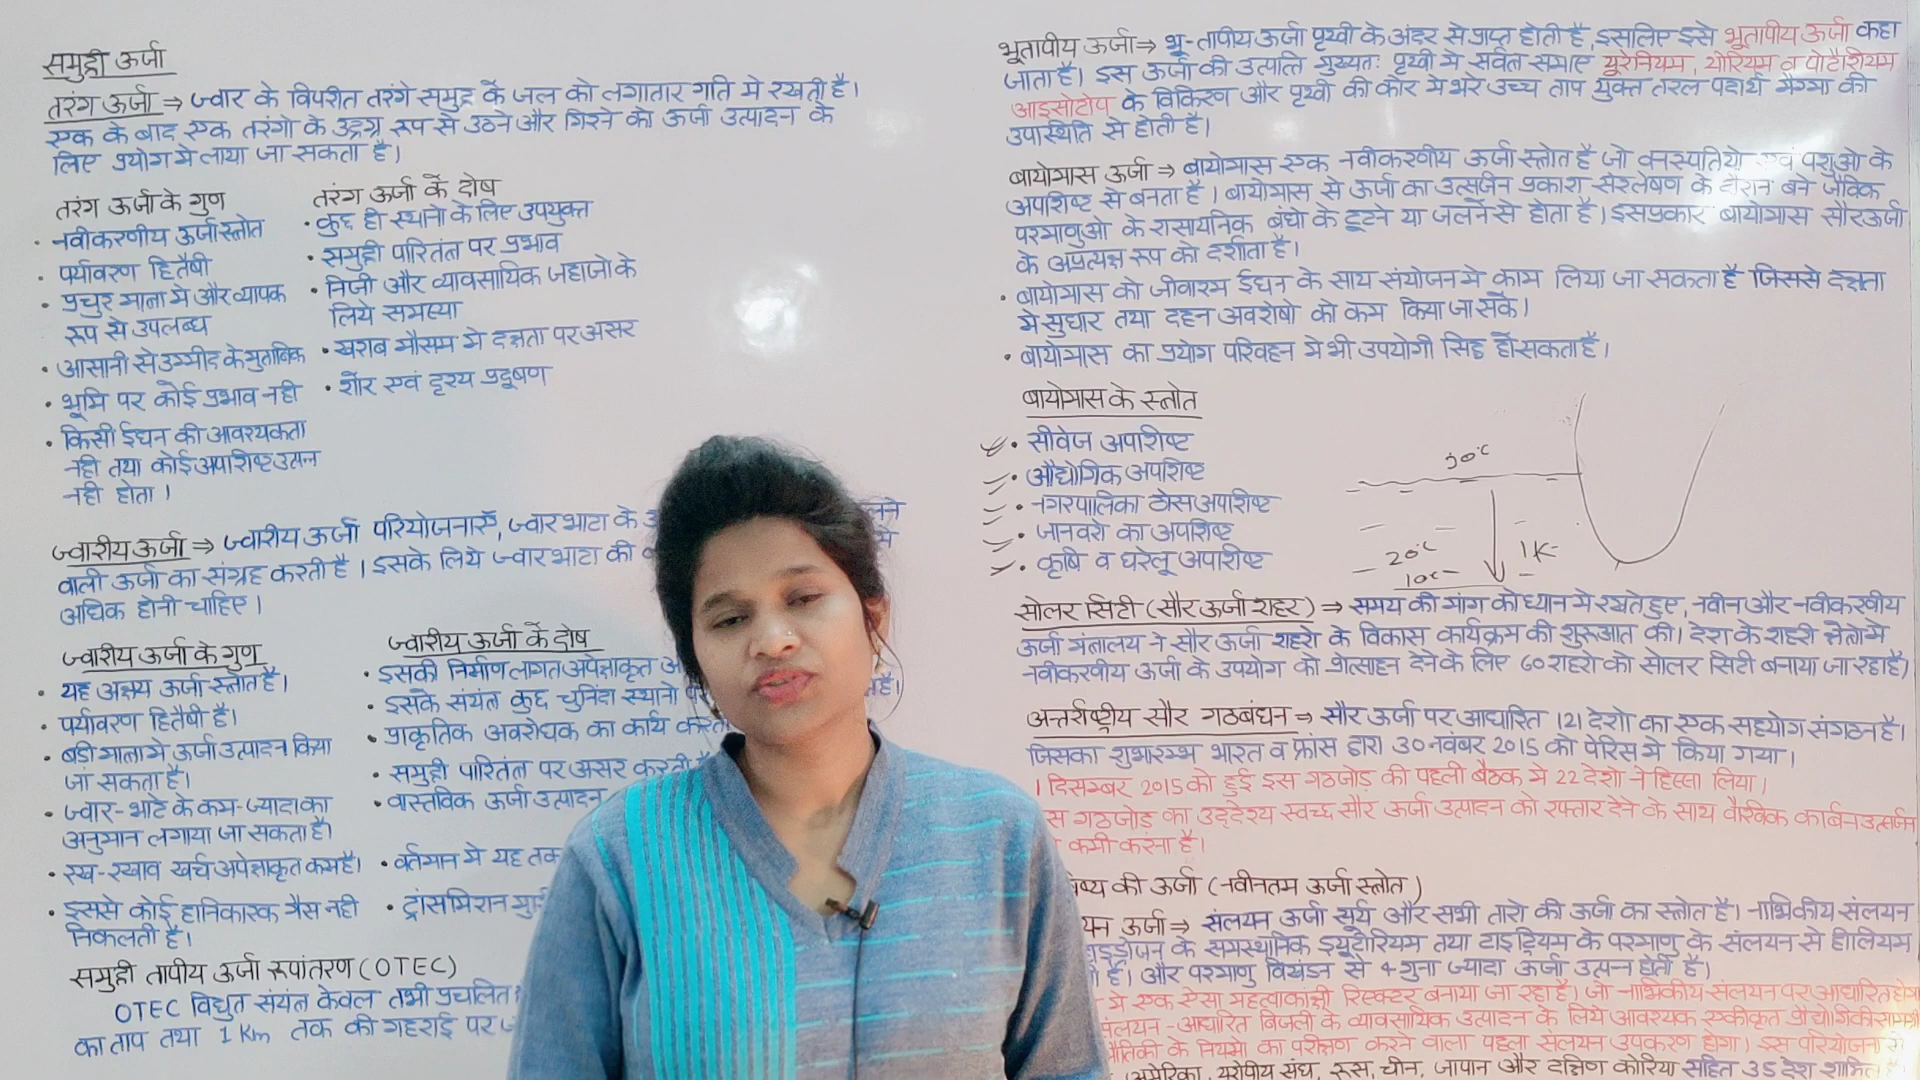 समुद्री ऊर्जा
तरंग ऊर्जा ⇒ ज्वार के विपरीत तरंगे समुद्र के जल को लगातार गति मे रखती है।
एक के बाद एक तरंगो के उद्वग्र रूप से उठने और गिरने को ऊर्जा उत्पादन के
लिए प्रयोग मे लाया जा सकता है।
तरंग ऊर्जा के गुण
• नवीकरणीय ऊर्जा स्त्रोत
• पर्यावरण हितैषी
• प्रचुर मात्रा मे और व्यापक
रूप से उपलब्ध
• आसानी से उम्मीद के मुताबिक
• भूमि पर कोई प्रभाव नही
• किसी ईंधन की आवश्यकता
नही तथा कोई अपशिष्ट उत्पन्न
नही होता।
तरंग ऊर्जा के दोष
• कुछ ही स्थानो के लिए उपयुक्त
• समुद्री पारितंत्र पर प्रभाव
• निजी और व्यावसायिक जहाजो के
लिये समस्या
• खराब मौसम मे दक्षता पर असर
• शोर एवं दृश्य प्रदूषण
ज्वारीय ऊर्जा ⇒ ज्वारीय ऊर्जा परियोजनाएँ, ज्वार भाटा के
वाली ऊर्जा का संग्रह करती है। इसके लिये ज्वार भाटा की
अधिक होनी चाहिए।
ज्वारीय ऊर्जा के गुण
• यह अक्षय ऊर्जा स्त्रोत है।
• पर्यावरण हितैषी है।
• बडी मात्रा मे ऊर्जा उत्पादन किया
जा सकता है।
• ज्वार-भाटे के कम-ज्यादा का
अनुमान लगाया जा सकता है।
• रख-रखाव खर्च अपेक्षाकृत कम है।
• इससे कोई हानिकारक गैस नही
निकलती है।
ज्वारीय ऊर्जा के दोष
• इसकी निर्माण लागत अपेक्षाकृत
• इसके संयंत्र कुछ चुनिंदा स्थानो
• प्राकृतिक अवरोधक का कार्य
• समुद्री पारितंत्र पर असर करती
• वास्तविक ऊर्जा उत्पादन
• वर्तमान मे यह
• ट्रांसमिशन
समुद्री तापीय ऊर्जा रूपांतरण (OTEC)
OTEC विद्युत संयंत्र केवल तभी प्रचलित
का ताप तथा 1 Km तक की गहराई पर
भूतापीय ऊर्जा ⇒ भू-तापीय ऊर्जा पृथ्वी के अंदर से प्राप्त होती है, इसलिए इसे भूतापीय ऊर्जा कहा
जाता है। इस ऊर्जा की उत्पत्ति मुख्यतः पृथ्वी मे सर्वत्र समाए यूरेनियम, थोरियम व पोटैशियम
आइसोटोप के विकिरण और पृथ्वी की कोर मे भरे उच्च ताप युक्त तरल पदार्थ मैग्मा की
उपस्थिति से होती है।
बायोमास ऊर्जा ⇒ बायोमास एक नवीकरणीय ऊर्जा स्त्रोत है जो वनस्पतियो एवं पशुओ के
अपशिष्ट से बनता है। बायोमास से ऊर्जा का उत्सर्जन प्रकाश संश्लेषण के दौरान बने जैविक
परमाणुओ के रासायनिक बंधो के टूटने या जलने से होता है। इसप्रकार बायोमास सौर ऊर्जा
के अप्रत्यक्ष रूप को दर्शाता है।
• बायोमास को जीवाश्म ईंधन के साथ संयोजन मे काम लिया जा सकता है जिससे दक्षता
मे सुधार तथा दहन अवशेषो को कम किया जा सके।
• बायोमास का प्रयोग परिवहन मे भी उपयोगी सिद्ध हो सकता है।
बायोमास के स्त्रोत
• सीवेज अपशिष्ट
• औद्योगिक अपशिष्ट
• नगरपालिका ठोस अपशिष्ट
• जानवरो का अपशिष्ट
• कृषि व घरेलू अपशिष्ट
30°C
20°C
10°C
1K
सोलर सिटी (सौर ऊर्जा शहर) ⇒ समय की मांग को ध्यान मे रखते हुए, नवीन और नवीकरणीय
ऊर्जा मंत्रालय ने सौर ऊर्जा शहरो के विकास कार्यक्रम की शुरूआत की। देश के शहरी क्षेत्रो मे
नवीकरणीय ऊर्जा के उपयोग को प्रोत्साहन देने के लिए 60 शहरो को सोलर सिटी बनाया जा रहा है।
अन्तर्राष्ट्रीय सौर गठबंधन ⇒ सौर ऊर्जा पर आधारित 121 देशो का एक सहयोग संगठन है।
जिसका शुभारम्भ भारत व फ्रांस द्वारा 30 नवंबर 2015 को पेरिस मे किया गया।
1 दिसम्बर 2015 को हुई इस गठजोड़ की पहली बैठक मे 22 देशो ने हिस्सा लिया।
स गठजोड़ का उद्देश्य स्वच्छ सौर ऊर्जा उत्पादन को रफ्तार देने के साथ वैश्विक कार्बन उत्सर्जन
कमी करना है।
ष्य की ऊर्जा (नवीनतम ऊर्जा स्त्रोत)
यन ऊर्जा ⇒ संलयन ऊर्जा सूर्य और सभी तारो की ऊर्जा का स्त्रोत है। नाभिकीय संलयन
हाइड्रोजन के समस्थानिक ड्यूटीरियम तथा ट्राइट्रियम के परमाणु के संलयन से हीलियम
है। और परमाणु विखंडन से 4 गुना ज्यादा ऊर्जा उत्पन्न होती है।
मे एक ऐसा महत्वाकांक्षी रिएक्टर बनाया जा रहा है। जो नाभिकीय संलयन पर आधारित होगा
संलयन-आधारित बिजली के व्यावसायिक उत्पादन के लिये आवश्यक एकीकृत प्रौद्योगिकी सामग्री
भौतिकी के नियमो का परीक्षण करने वाला पहला संलयन उपकरण होगा। इस परियोजना
अमेरिका, यूरोपीय संघ, रूस, चीन, जापान और दक्षिण कोरिया सहित 35 देश शामिल